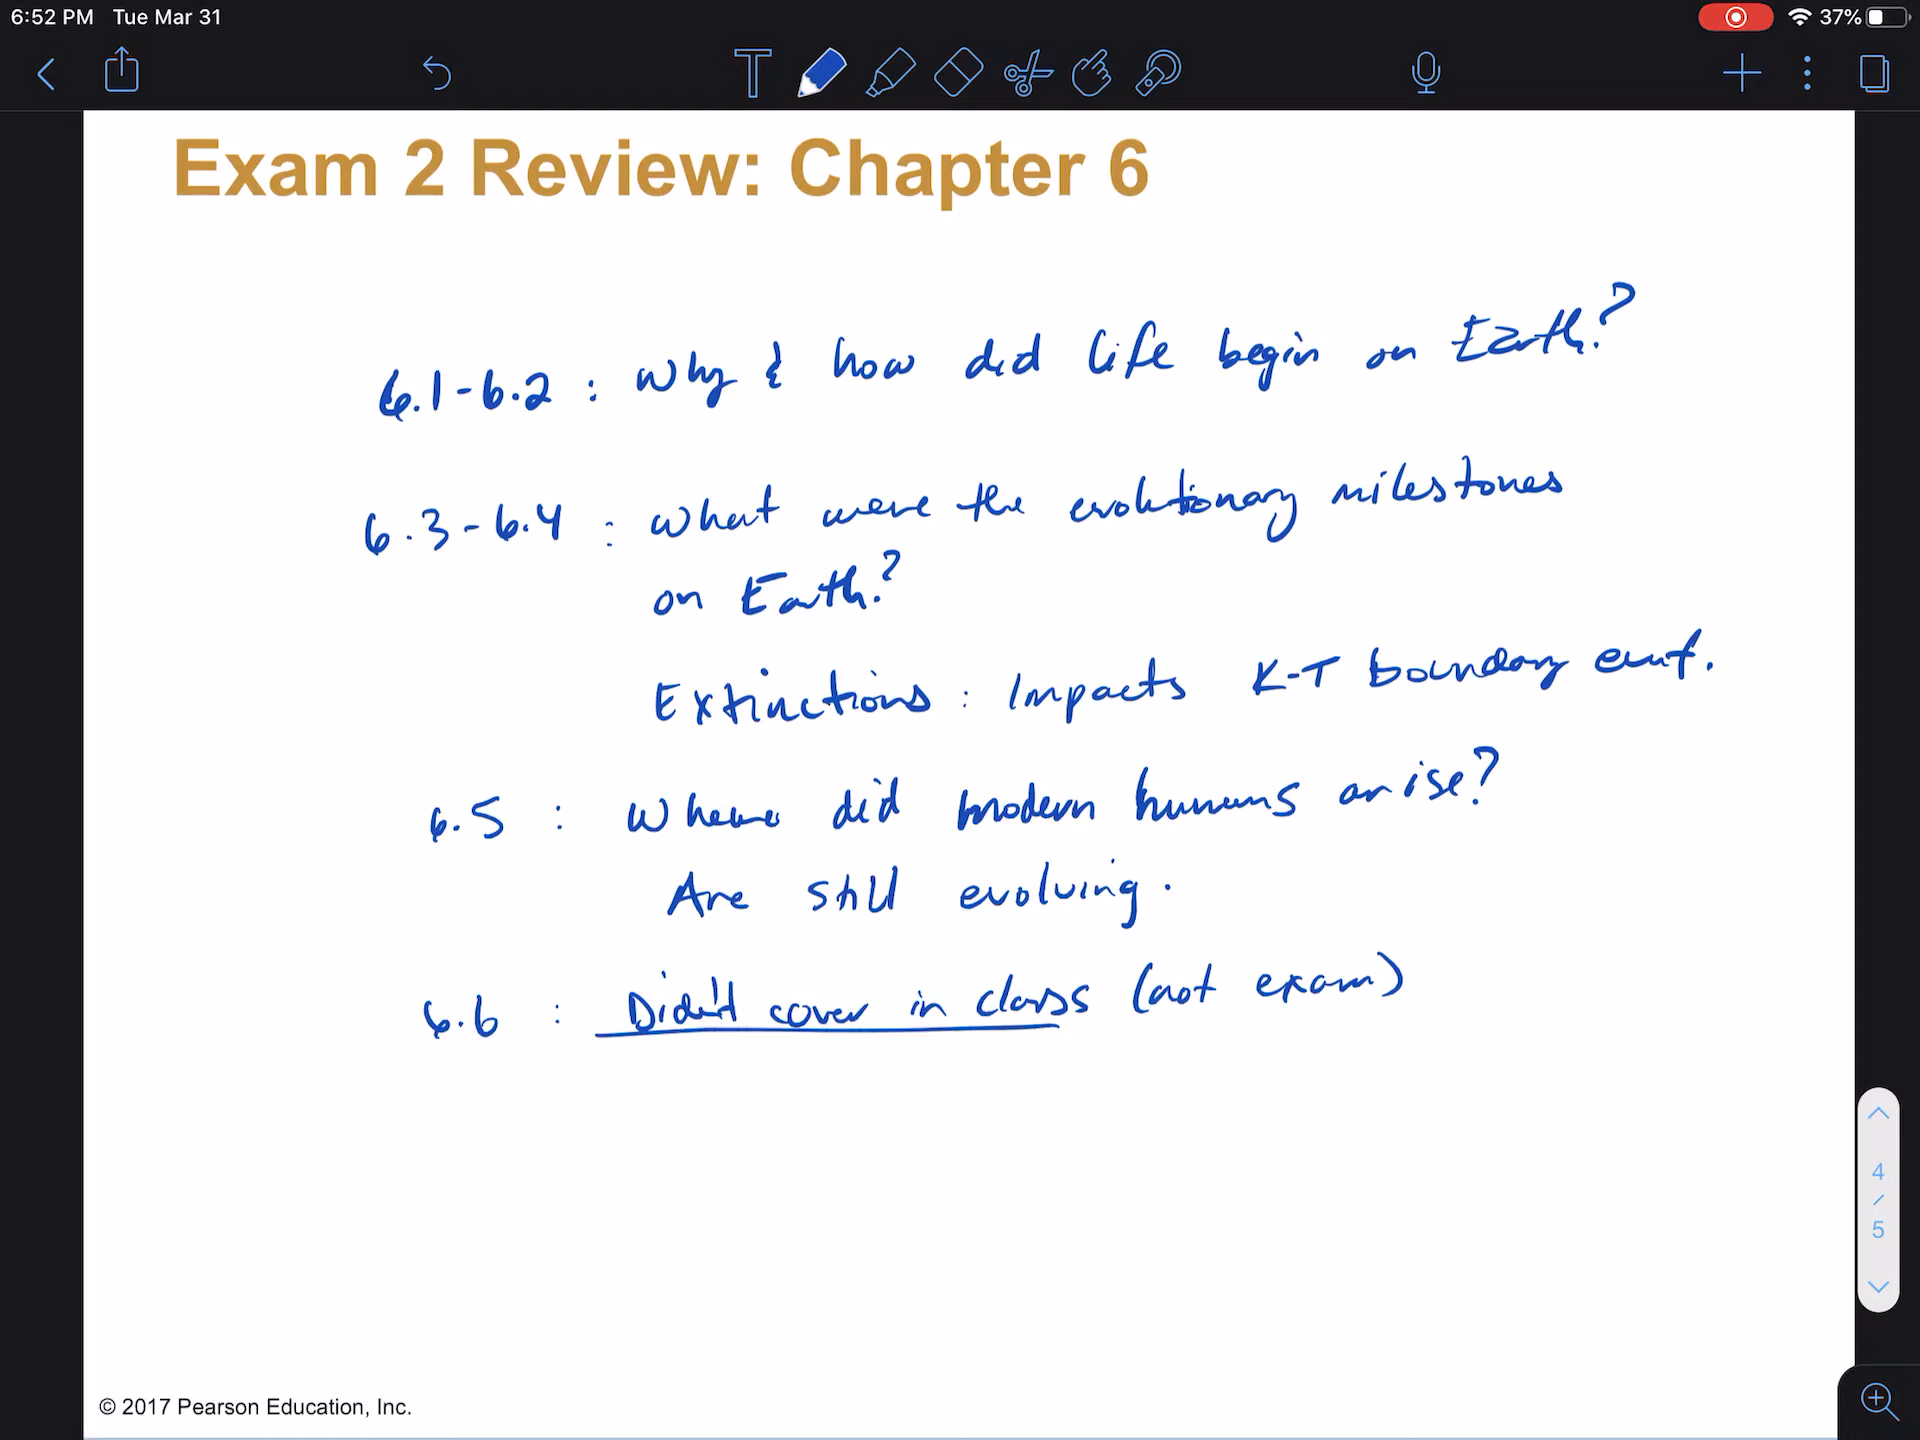 6:52 PM Tue Mar 31
37%
T
Exam 2 Review: Chapter 6
6.1-6.2 : Why & how did life begin on Earth?
6.3-6.4 : What were the evolutionary milestones
on Earth?
Extinctions : Impacts K-T boundary event.
6.5 : Where did modern humans arise?
Are still evolving.
6.6 : Didn't cover in class (not exam)
4
/
5
© 2017 Pearson Education, Inc.